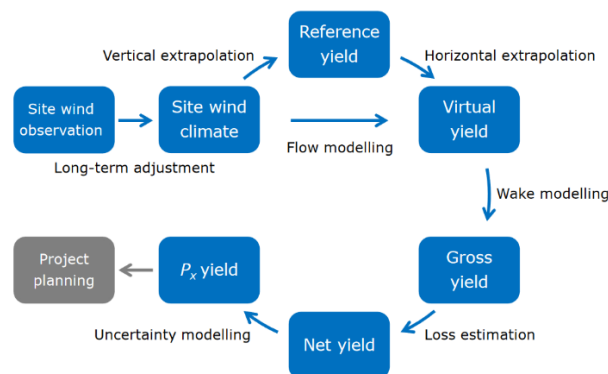 Reference
yield
Vertical extrapolation
Horizontal extrapolation
Site wind
observation
Site wind
climate
Virtual
yield
Long-term adjustment
Flow modelling
Wake modelling
Project
planning
Px yield
Gross
yield
Uncertainty modelling
Net yield
Loss estimation